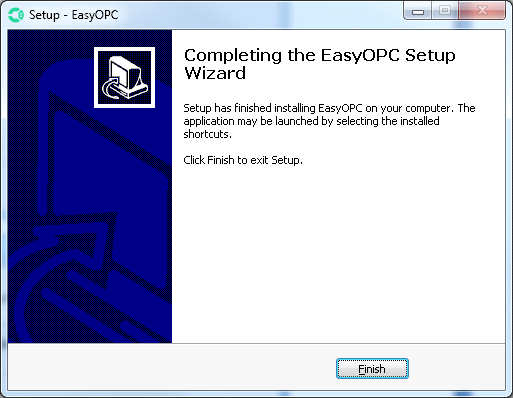 Setup - EasyOPC
Completing the EasyOPC Setup
Wizard
Setup has finished installing EasyOPC on your computer. The
application may be launched by selecting the installed
shortcuts.
Click Finish to exit Setup.
Finish